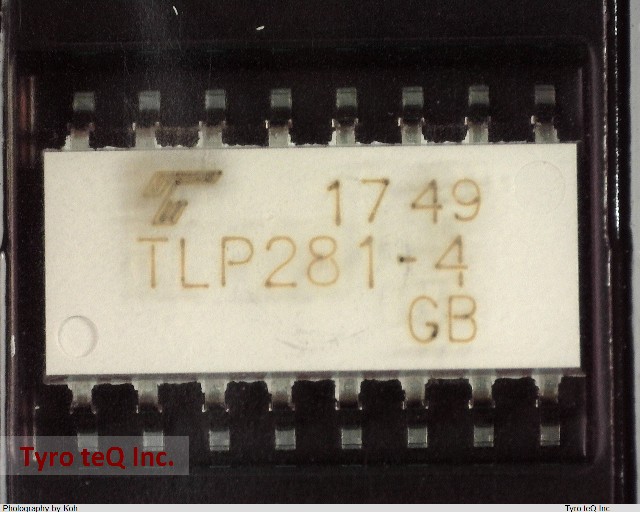 1749
TLP281-4
GB
Tyro teQ Inc.
Photography by Koh
Tyro teQ Inc